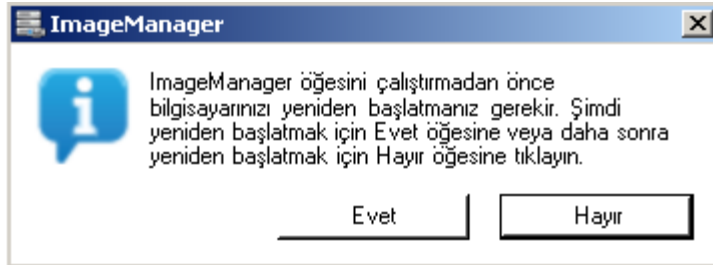 ImageManager
ImageManager öğesini çalıştırmadan önce
bilgisayarınızı yeniden başlatmanız gerekir. Şimdi
yeniden başlatmak için Evet öğesine veya daha sonra
yeniden başlatmak için Hayır öğesine tıklayın.
Evet
Hayır